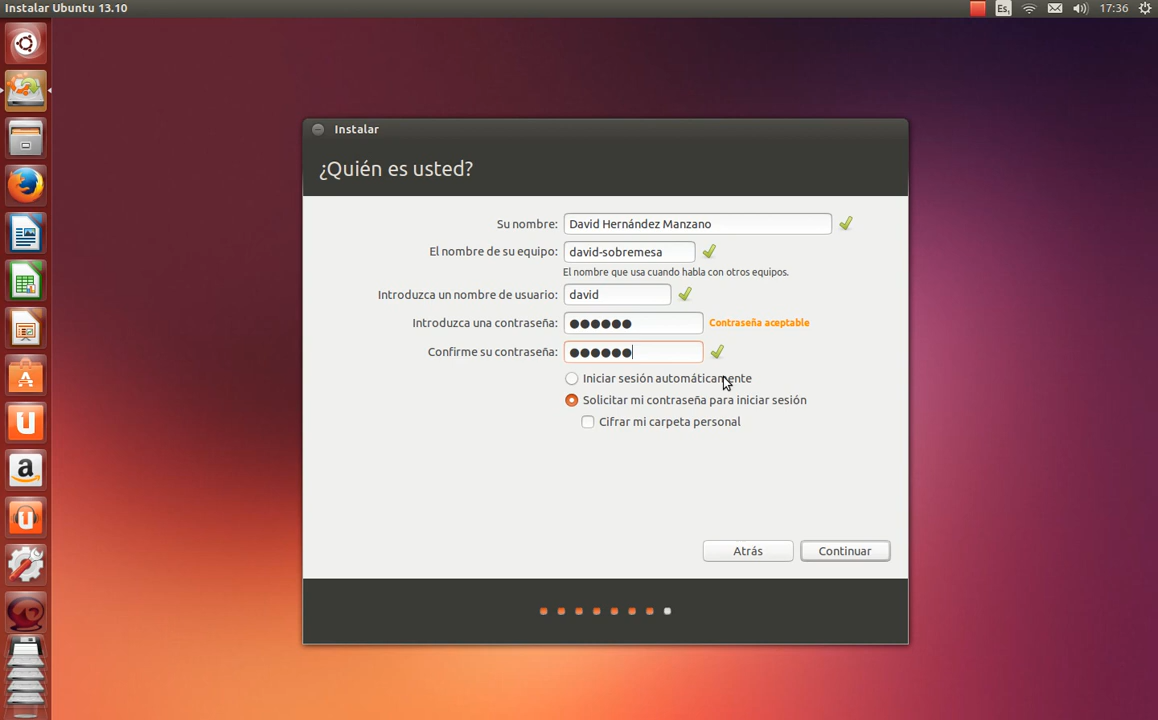 Instalar Ubuntu 13.10
Es₁
17:36
Instalar
¿Quién es usted?
Su nombre: David Hernández Manzano
El nombre de su equipo: david-sobremesa
El nombre que usa cuando habla con otros equipos.
Introduzca un nombre de usuario: david
Introduzca una contraseña: ●●●●●● Contraseña aceptable
Confirme su contraseña: ●●●●●●
Iniciar sesión automáticamente
Solicitar mi contraseña para iniciar sesión
Cifrar mi carpeta personal
Atrás
Continuar